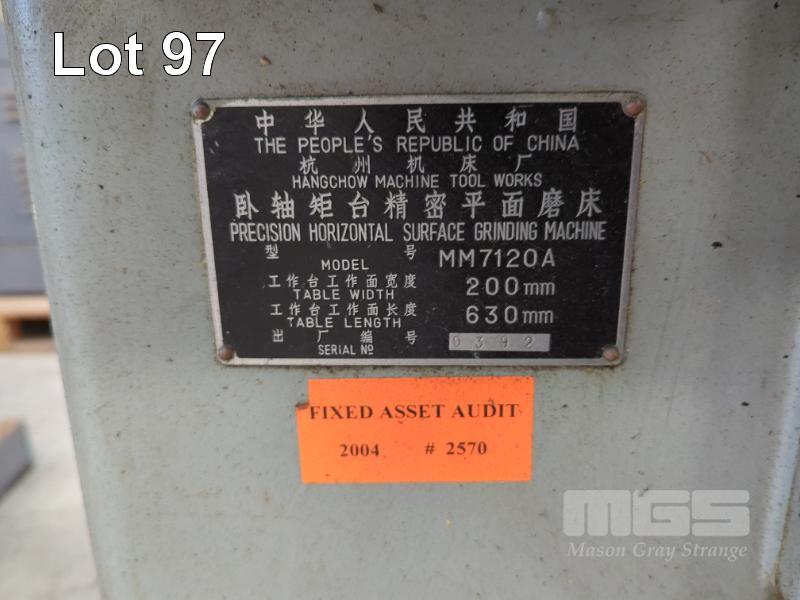 Lot 97
中华人民共和国
THE PEOPLE'S REPUBLIC OF CHINA
杭州机床厂
HANGCHOW MACHINE TOOL WORKS
卧轴矩台精密平面磨床
PRECISION HORIZONTAL SURFACE GRINDING MACHINE
型号
MODEL MM7120A
工作台工作面宽度
TABLE WIDTH 200mm
工作台工作面长度
TABLE LENGTH 630mm
出厂编号
SERIAL Nº 0392
FIXED ASSET AUDIT
2004 # 2570
MGS
Mason Gray Strange